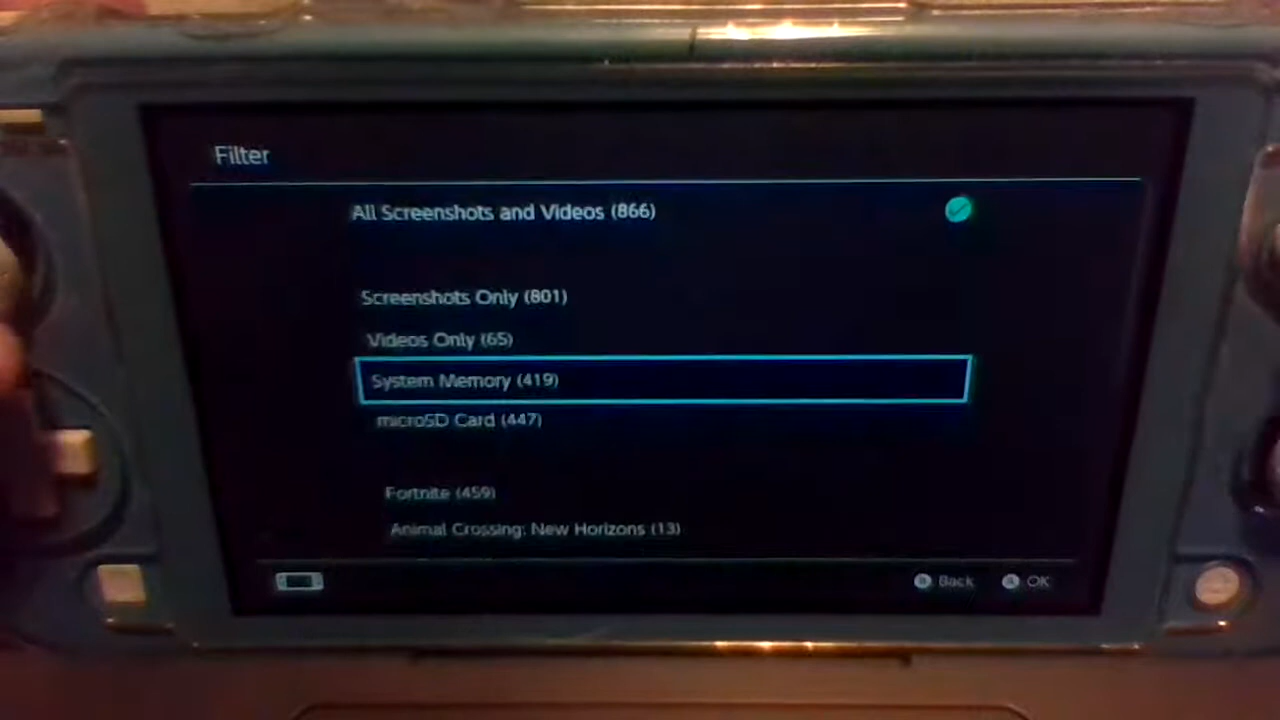 Filter
All Screenshots and Videos (866)
Screenshots Only (801)
Videos Only (65)
System Memory (419)
microSD Card (447)
Fortnite (459)
Animal Crossing: New Horizons (13)
B Back A OK